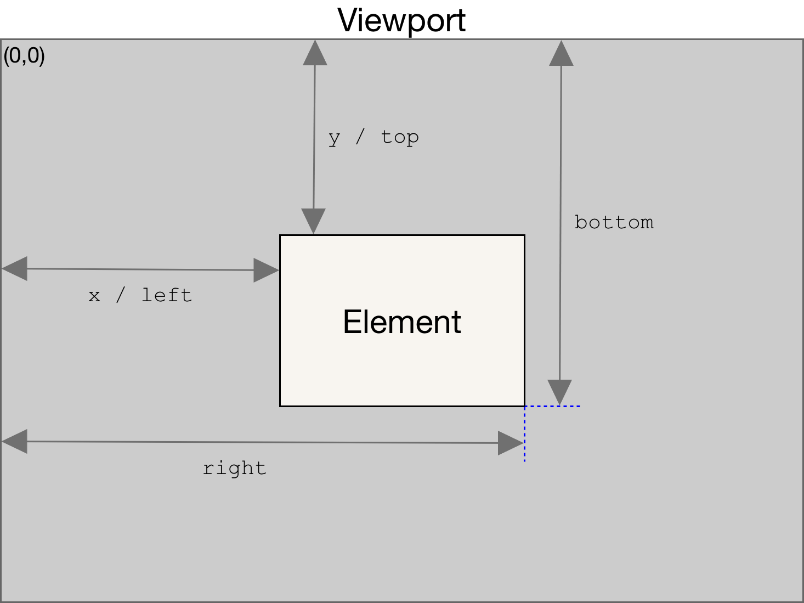 Viewport
(0,0)
y / top
bottom
x / left
Element
right